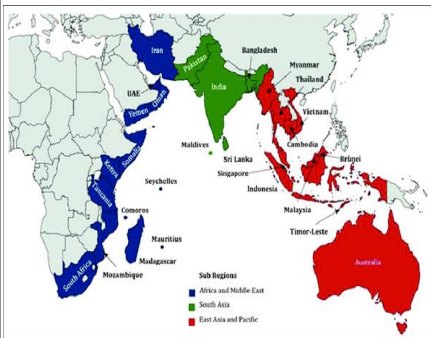 Iran
Pakistan
Bangladesh
Myanmar
Thailand
UAE
Oman
Yemen
India
Vietnam
Somalia
Maldives
Sri Lanka
Cambodia
Brunei
Singapore
Kenya
Seychelles
Indonesia
Tanzania
Malaysia
Comoros
Timor-Leste
Mauritius
Madagascar
Mozambique
South Africa
Australia
Sub Regions
Africa and Middle East
South Asia
East Asia and Pacific